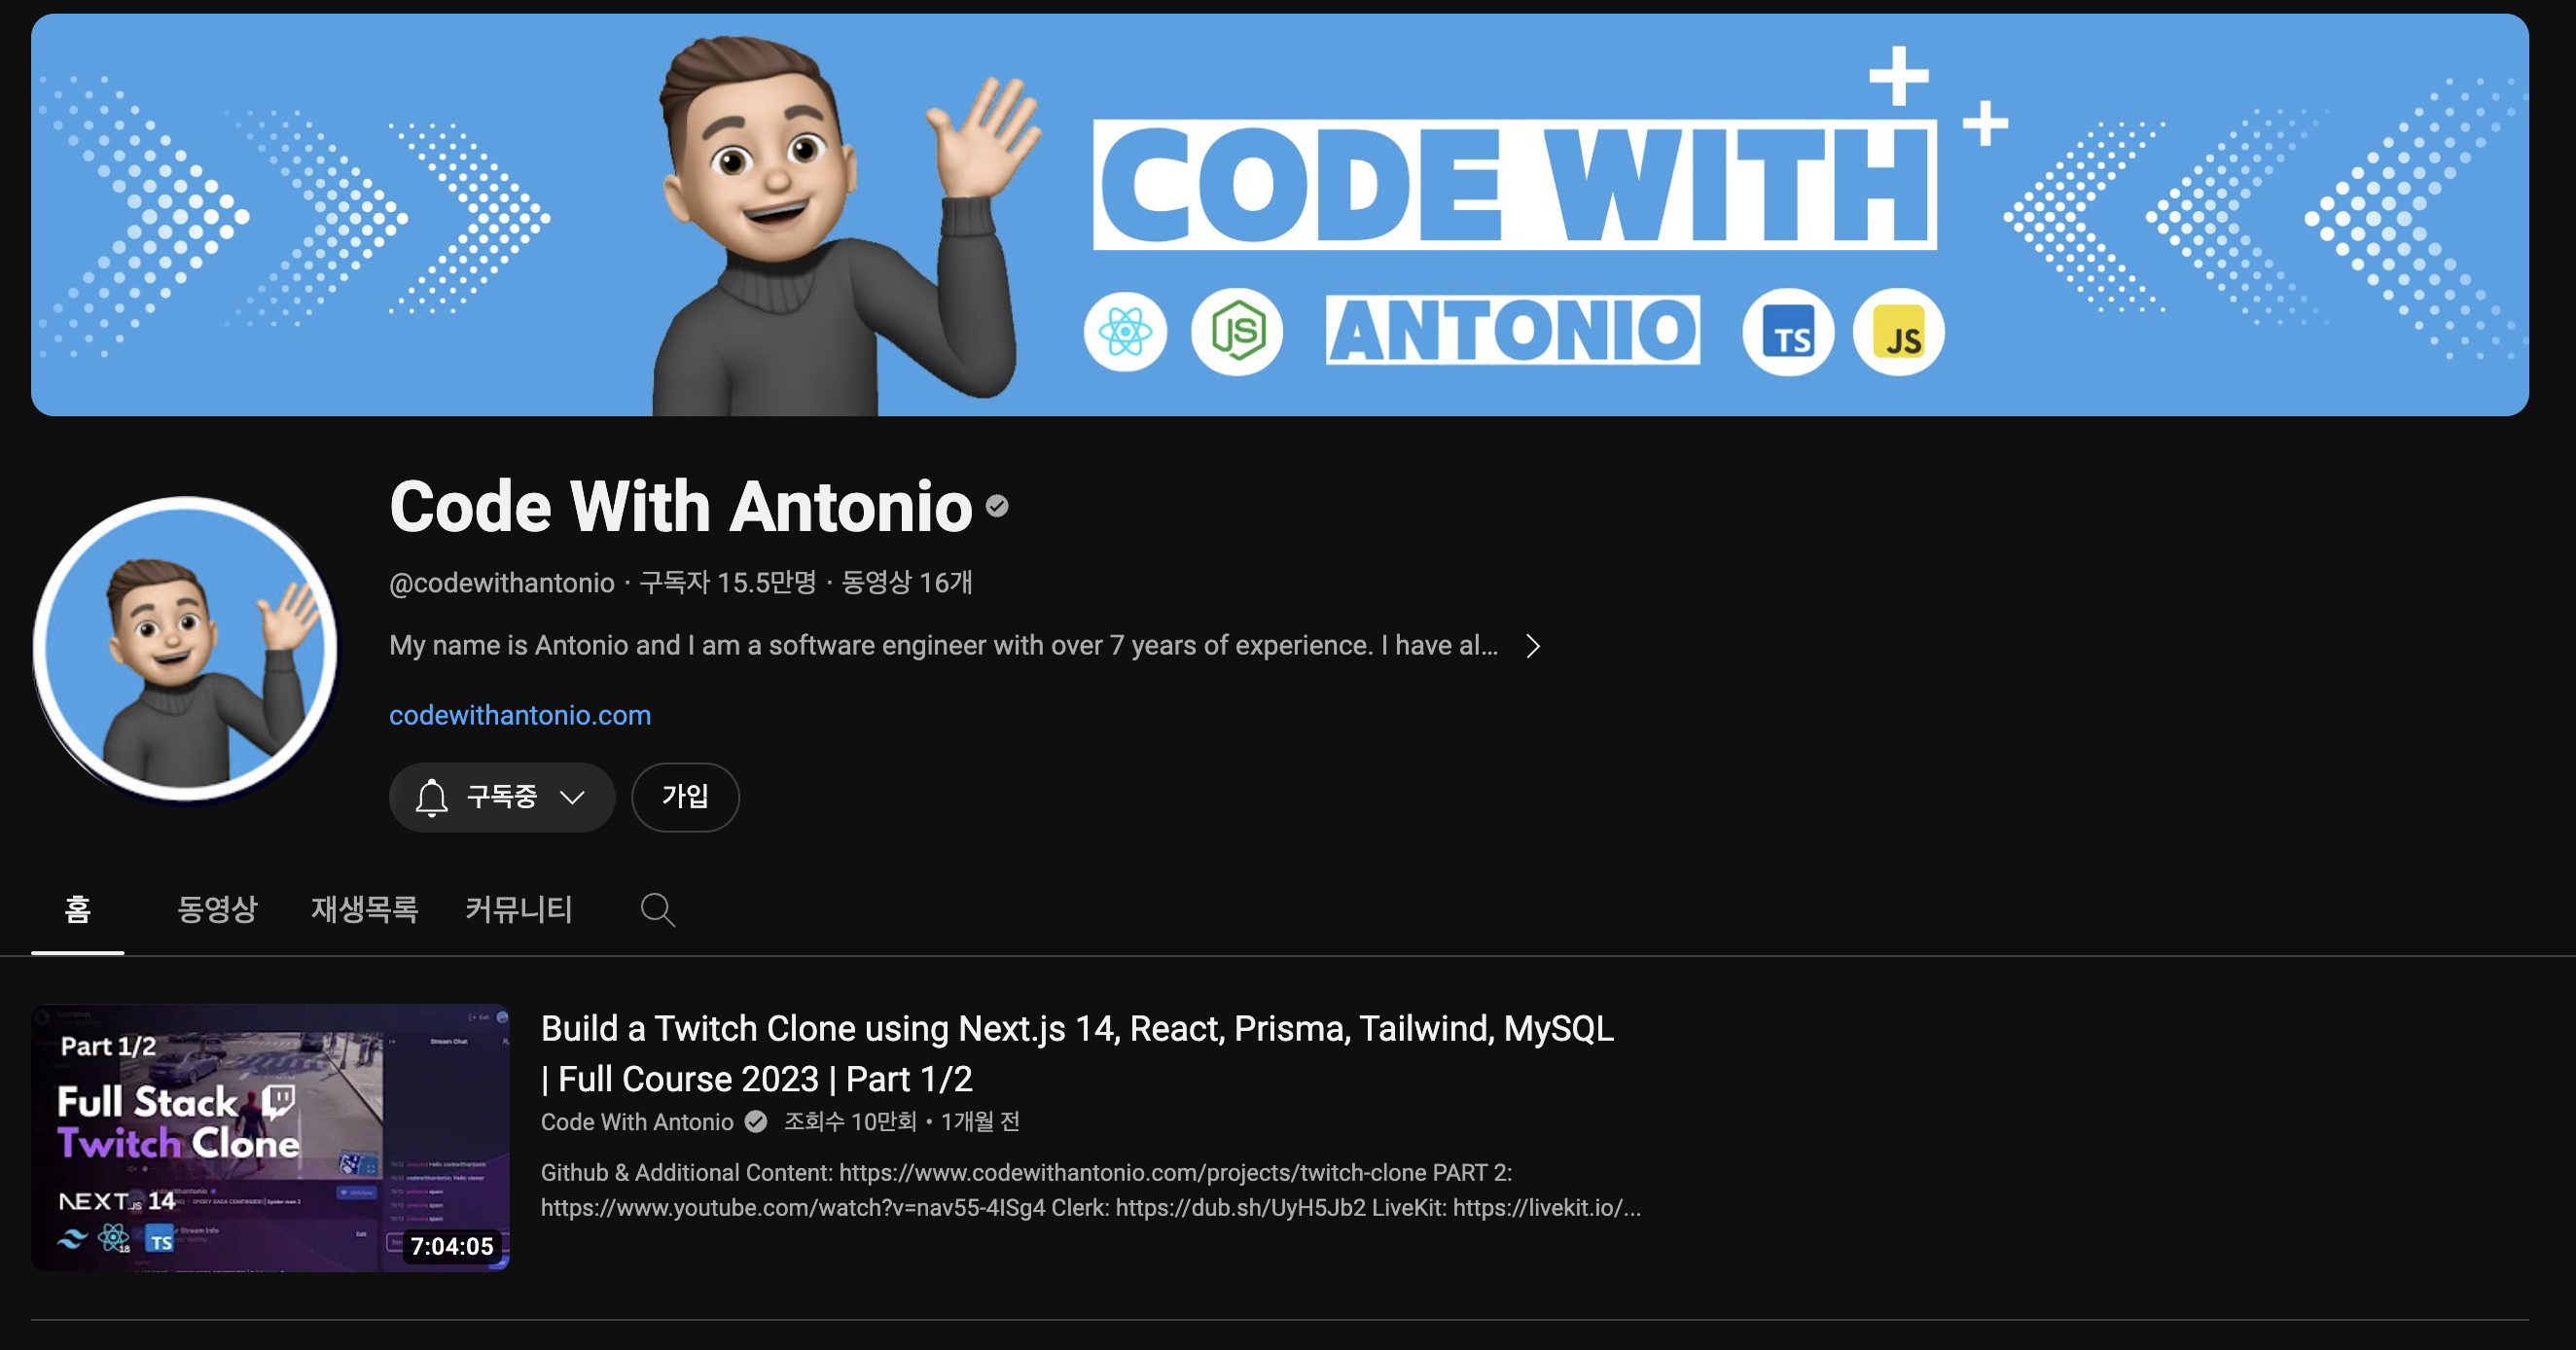 CODE WITH
JS
ANTONIO
TS
JS
Code With Antonio
@codewithantonio · 구독자 15.5만명 · 동영상 16개
My name is Antonio and I am a software engineer with over 7 years of experience. I have al...
codewithantonio.com
구독중
가입
홈
동영상
재생목록
커뮤니티
Part 1/2
Stream Chat
Full Stack
Twitch Clone
NEXT.JS 14
18
TS
7:04:05
Build a Twitch Clone using Next.js 14, React, Prisma, Tailwind, MySQL
| Full Course 2023 | Part 1/2
Code With Antonio 조회수 10만회 • 1개월 전
Github & Additional Content: https://www.codewithantonio.com/projects/twitch-clone PART 2:
https://www.youtube.com/watch?v=nav55-4ISg4 Clerk: https://dub.sh/UyH5Jb2 LiveKit: https://livekit.io/...